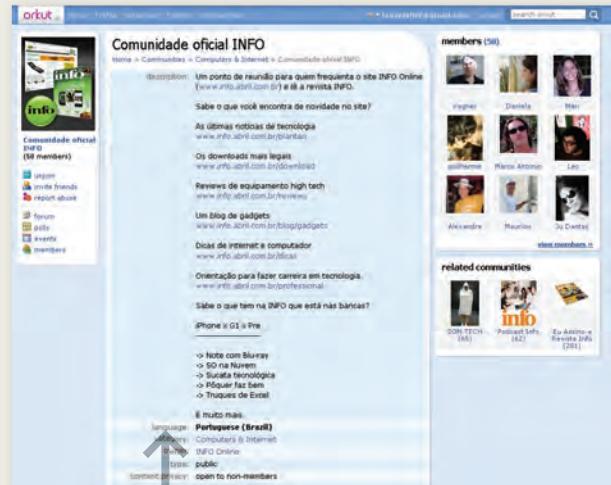 orkut
search orkut
info
Comunidade oficial INFO
(58 members)
unjoin
invite friends
report abuse
forum
polls
events
members
Comunidade oficial INFO
Home > Communities > Computers & Internet > Comunidade oficial INFO
description: Um ponto de reunião para quem frequenta o site INFO Online
(www.info.abril.com.br) e lê a revista INFO.
Sabe o que você encontra de novidade no site?
As últimas notícias de tecnologia
www.info.abril.com.br/plantao
Os downloads mais legais
www.info.abril.com.br/download
Reviews de equipamento high tech
www.info.abril.com.br/reviews
Um blog de gadgets
www.info.abril.com.br/blog/gadgets
Dicas de internet e computador
www.info.abril.com.br/dicas
Orientação para fazer carreira em tecnologia.
www.info.abril.com.br/professional
Sabe o que tem na INFO que está nas bancas?
iPhone x G1 x Pre
-> Note com Blu-ray
-> SO na Nuvem
-> Sucata tecnológica
-> Pôquer faz bem
-> Truques de Excel
E muito mais.
language: Portuguese (Brazil)
category: Computers & Internet
owner: INFO Online
type: public
content privacy: open to non-members
members (58)
Daniela
Mari
guilherme
Marco Antonio
Leo
Alexandre
Mauricio
Ju Dantas
view members »
related communities
info
DON TECH
(65)
Podcast Info
(62)
Eu Assino a
Revista Info
(281)